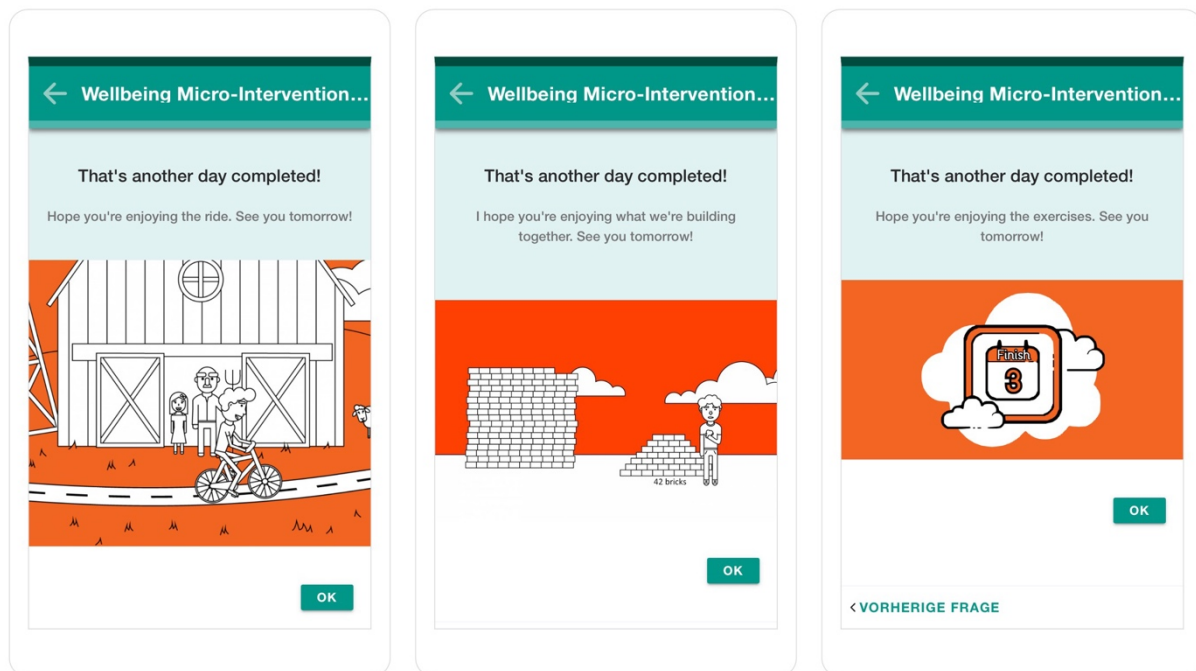 Wellbeing Micro-Intervention...
That's another day completed!
Hope you're enjoying the ride. See you tomorrow!
OK
Wellbeing Micro-Intervention...
That's another day completed!
I hope you're enjoying what we're building
together. See you tomorrow!
42 bricks
OK
Wellbeing Micro-Intervention...
That's another day completed!
Hope you're enjoying the exercises. See you
tomorrow!
Finish
3
OK
< VORHERIGE FRAGE